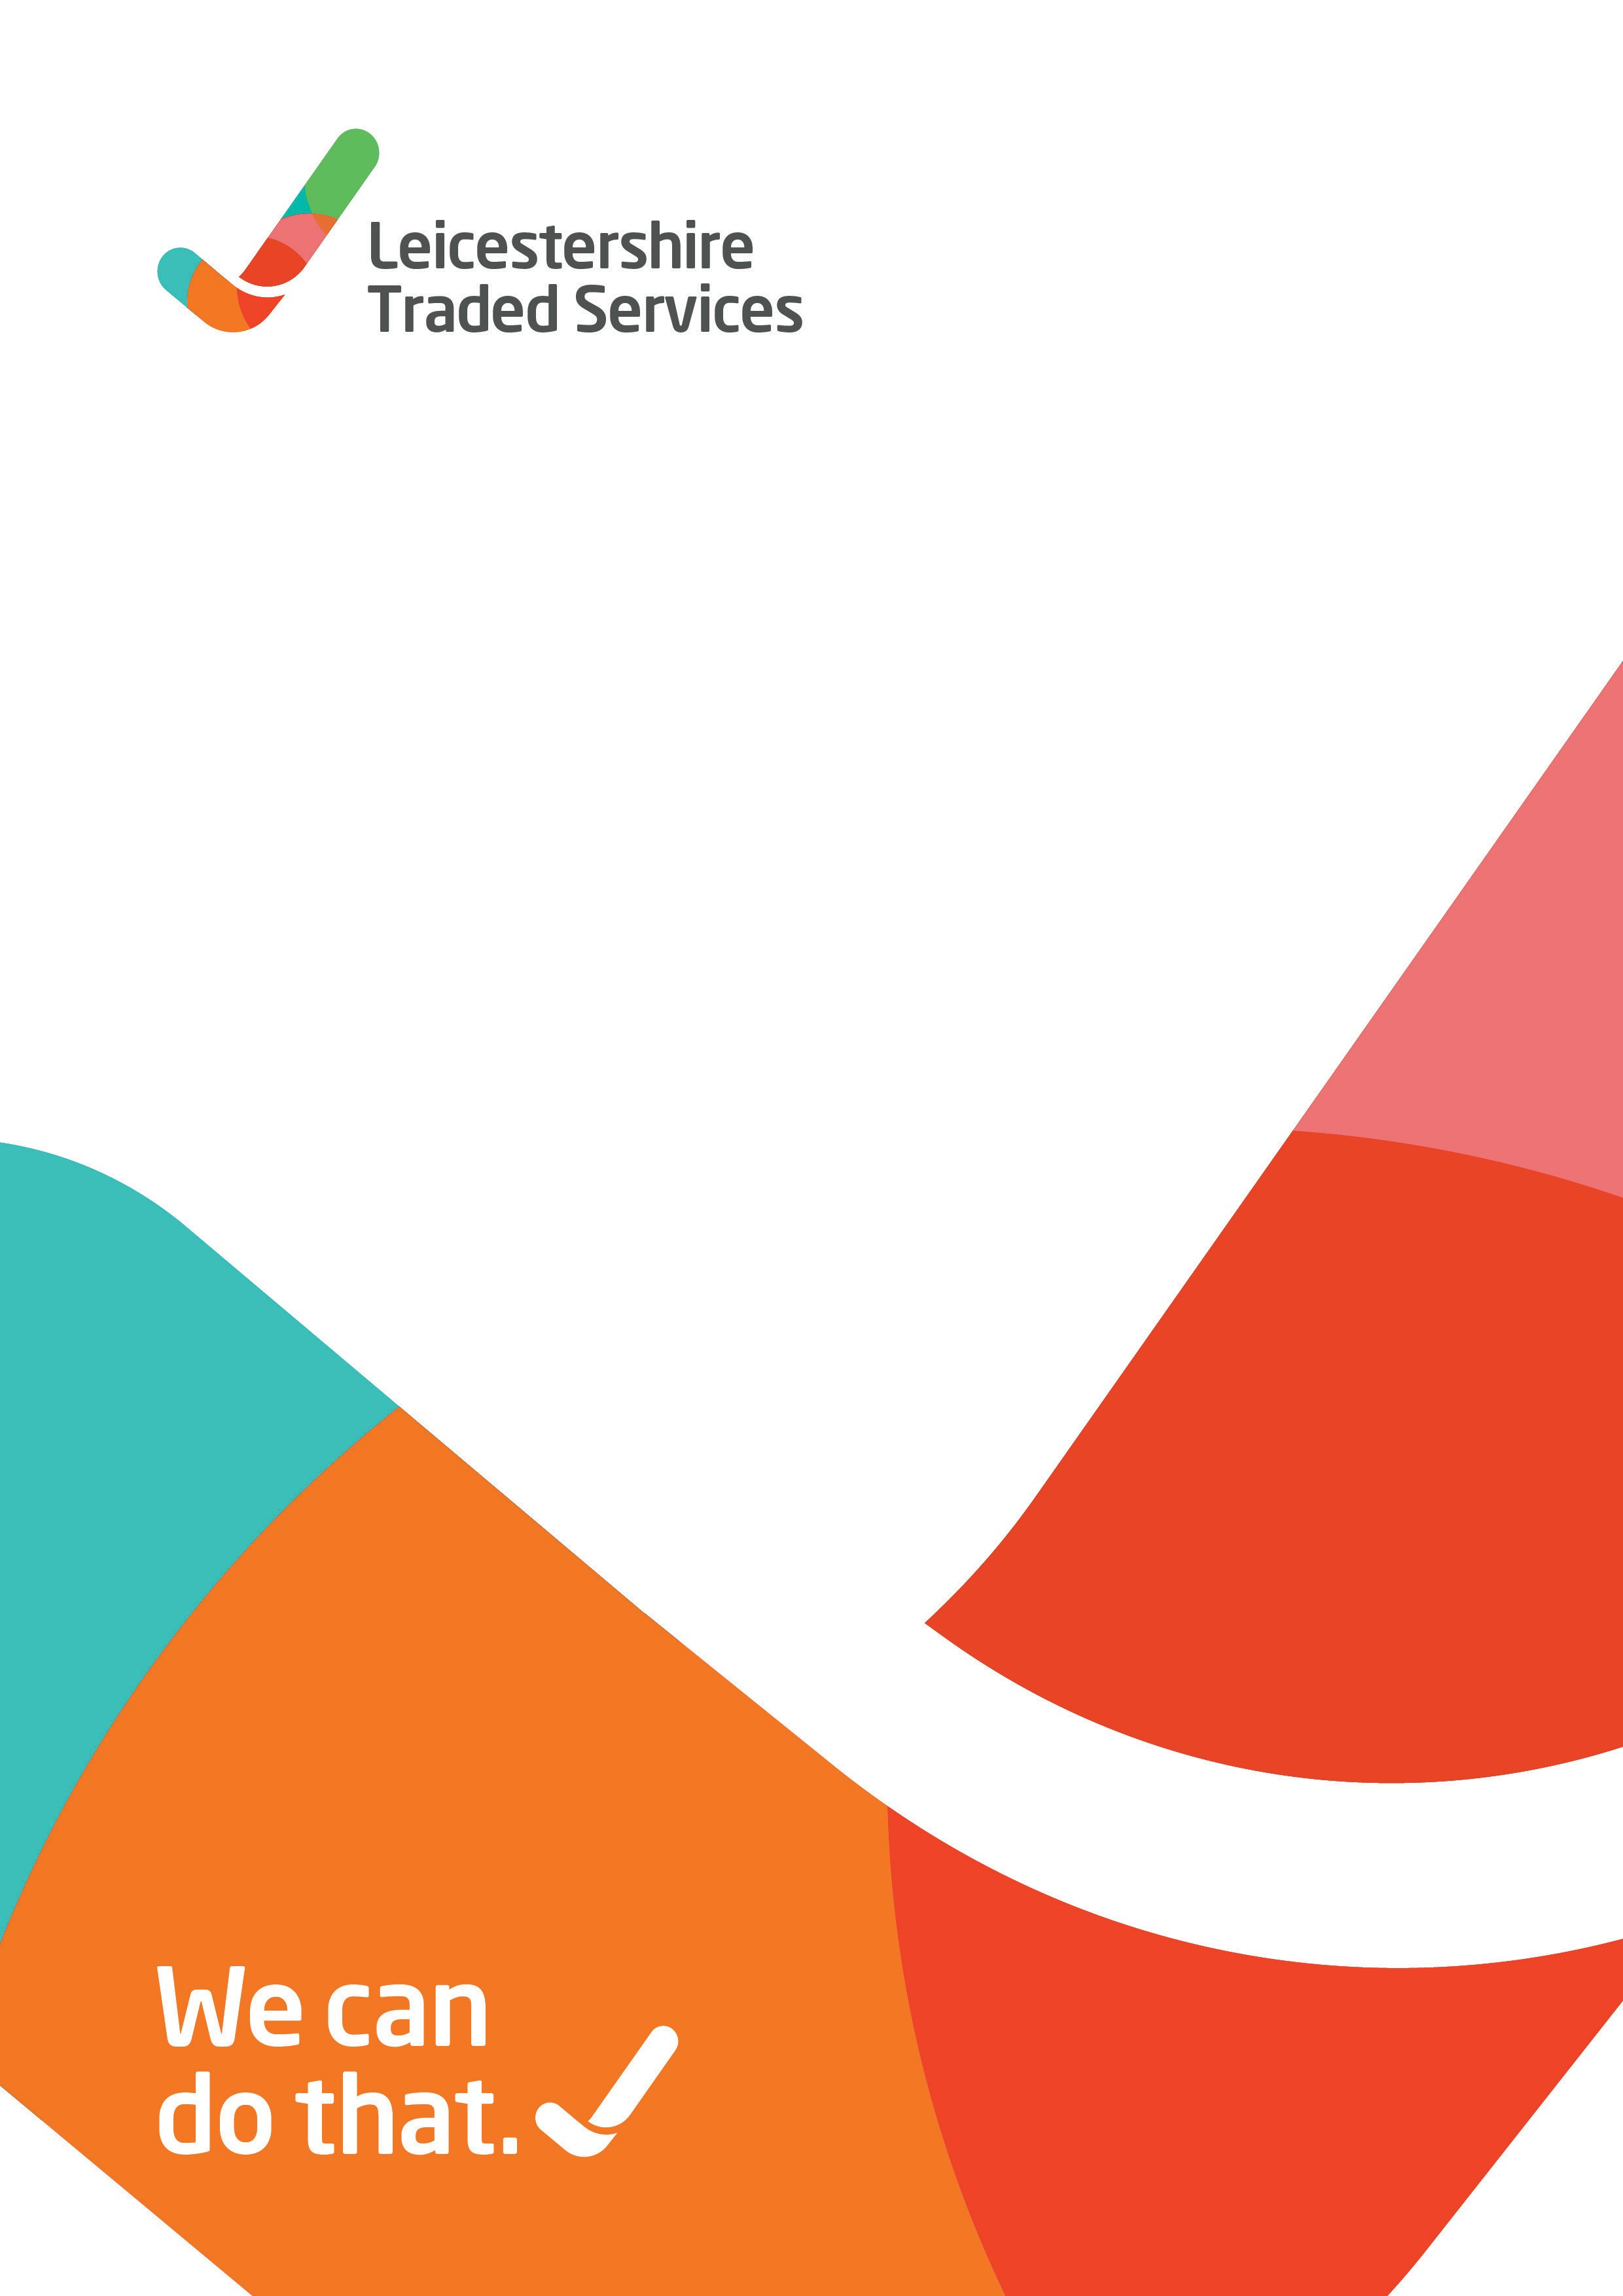 Leicestershire
Traded Services
We can
do that.